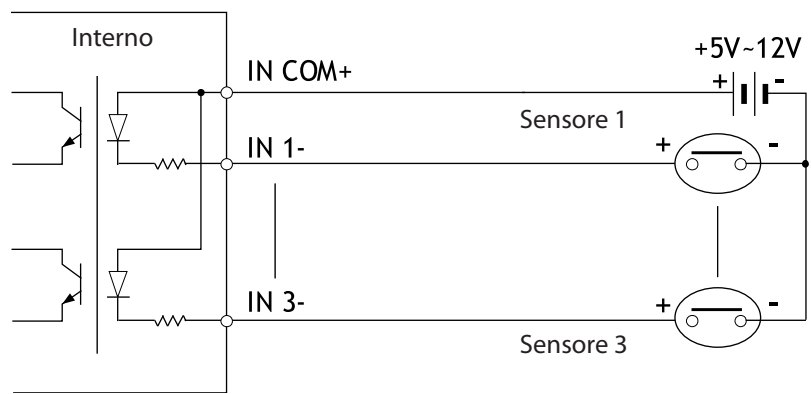 Interno
+5V~12V
IN COM+
+ -
Sensore 1
IN 1-
+ -
IN 3-
+ -
Sensore 3